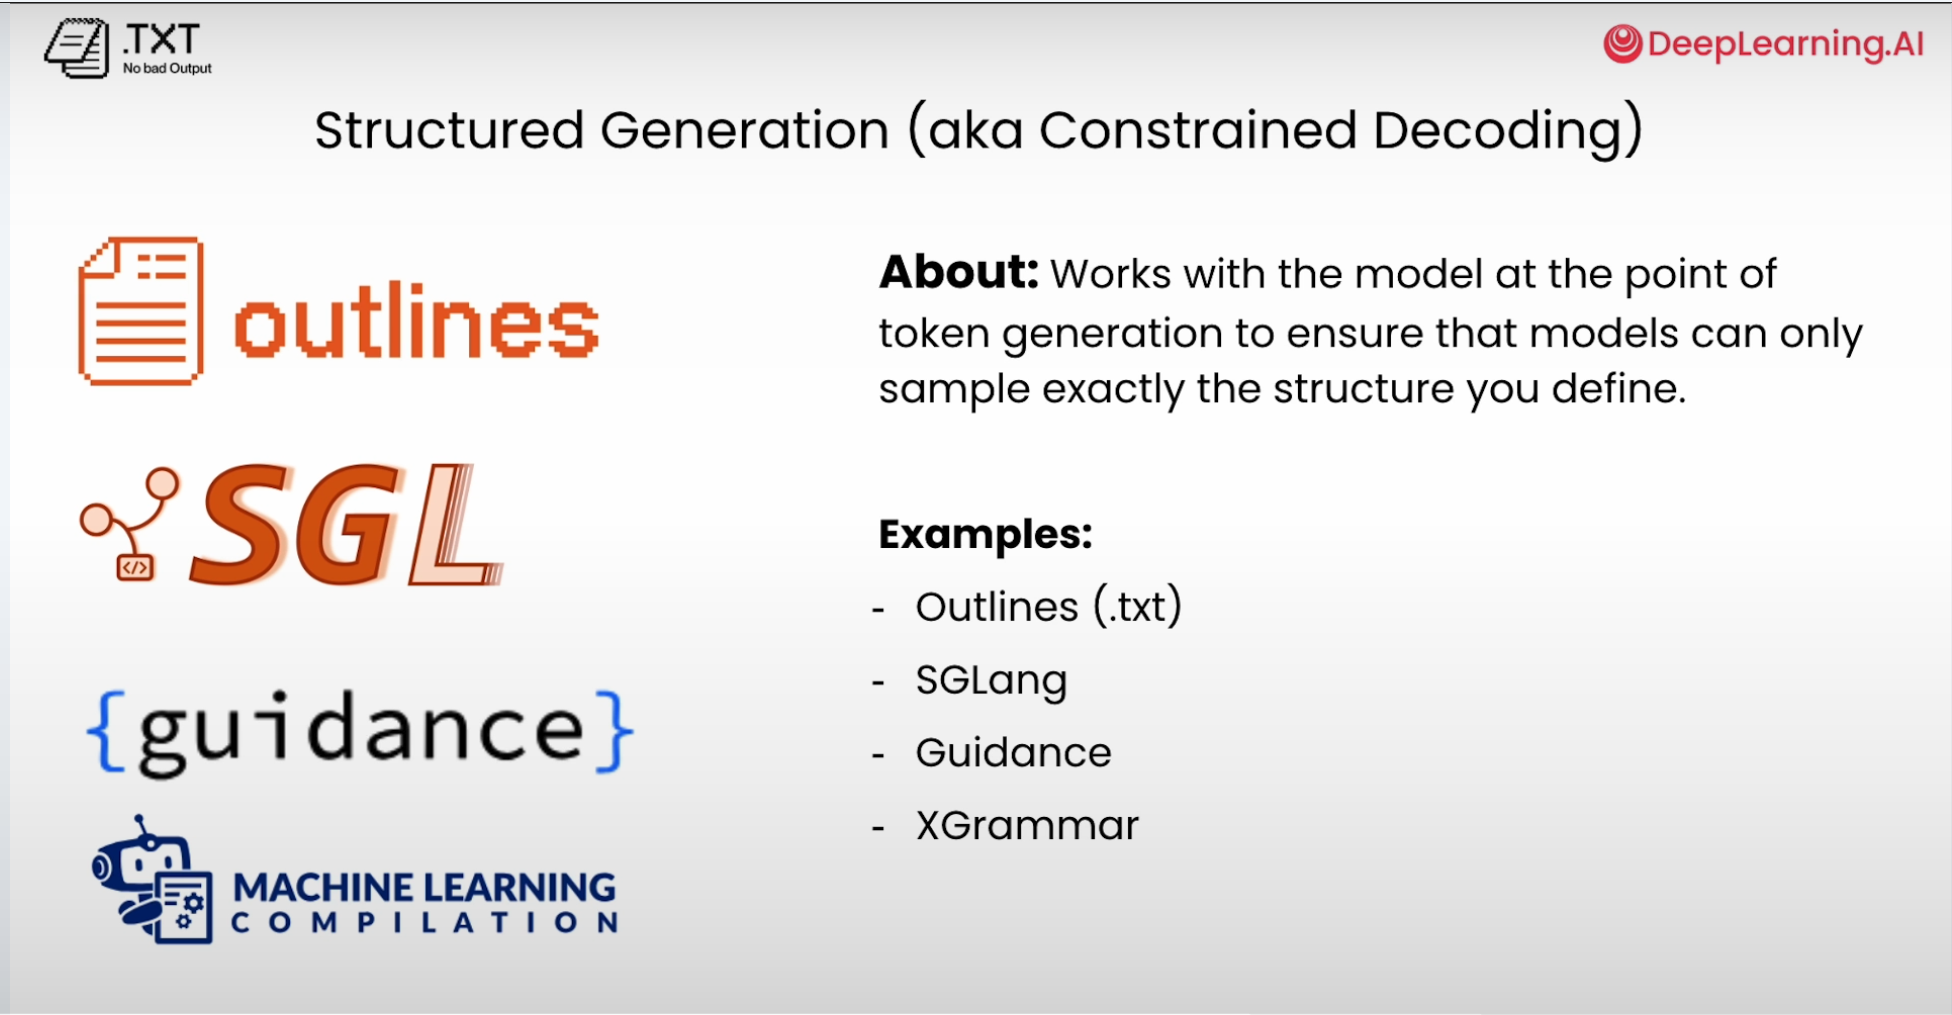 .TXT
No bad Output
DeepLearning.AI
Structured Generation (aka Constrained Decoding)
outlines
SGL
</>
{guidance}
MACHINE LEARNING
COMPILATION
About: Works with the model at the point of
token generation to ensure that models can only
sample exactly the structure you define.
Examples:
- Outlines (.txt)
- SGLang
- Guidance
- XGrammar